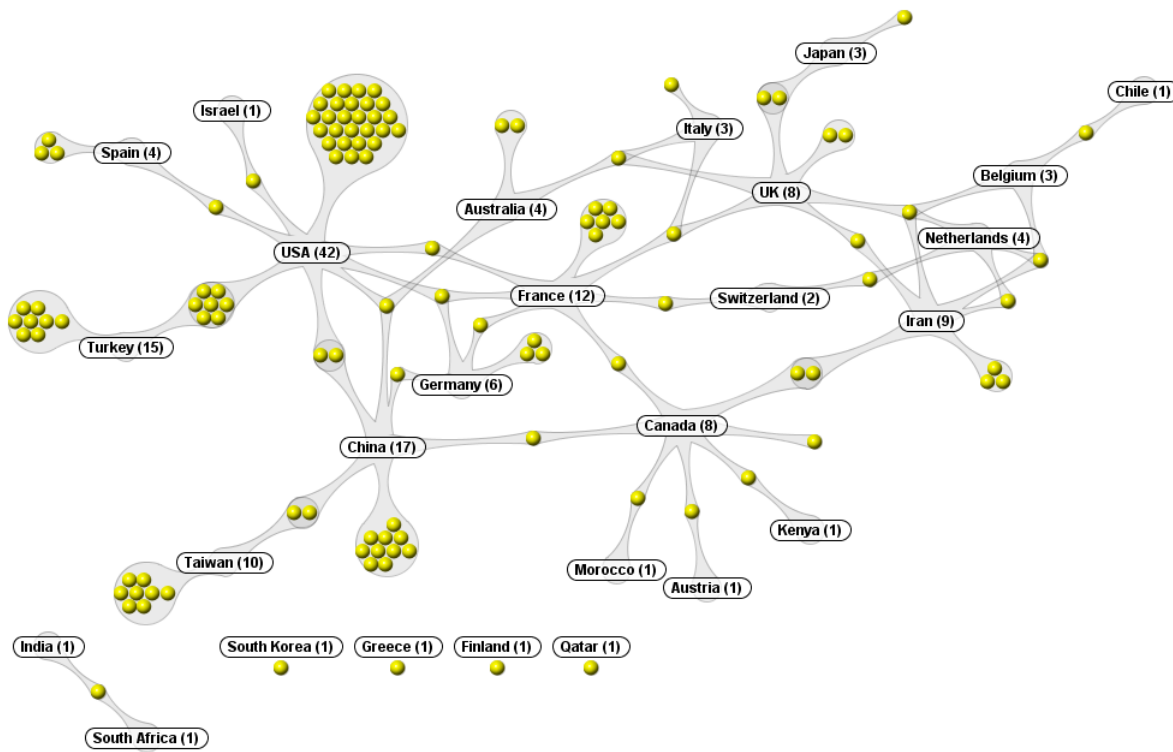 Japan (3)
Chile (1)
Israel (1)
Italy (3)
Spain (4)
Belgium (3)
UK (8)
Australia (4)
Netherlands (4)
USA (42)
France (12)
Switzerland (2)
Iran (9)
Turkey (15)
Germany (6)
Canada (8)
China (17)
Kenya (1)
Taiwan (10)
Morocco (1)
Austria (1)
India (1)
South Korea (1)
Greece (1)
Finland (1)
Qatar (1)
South Africa (1)